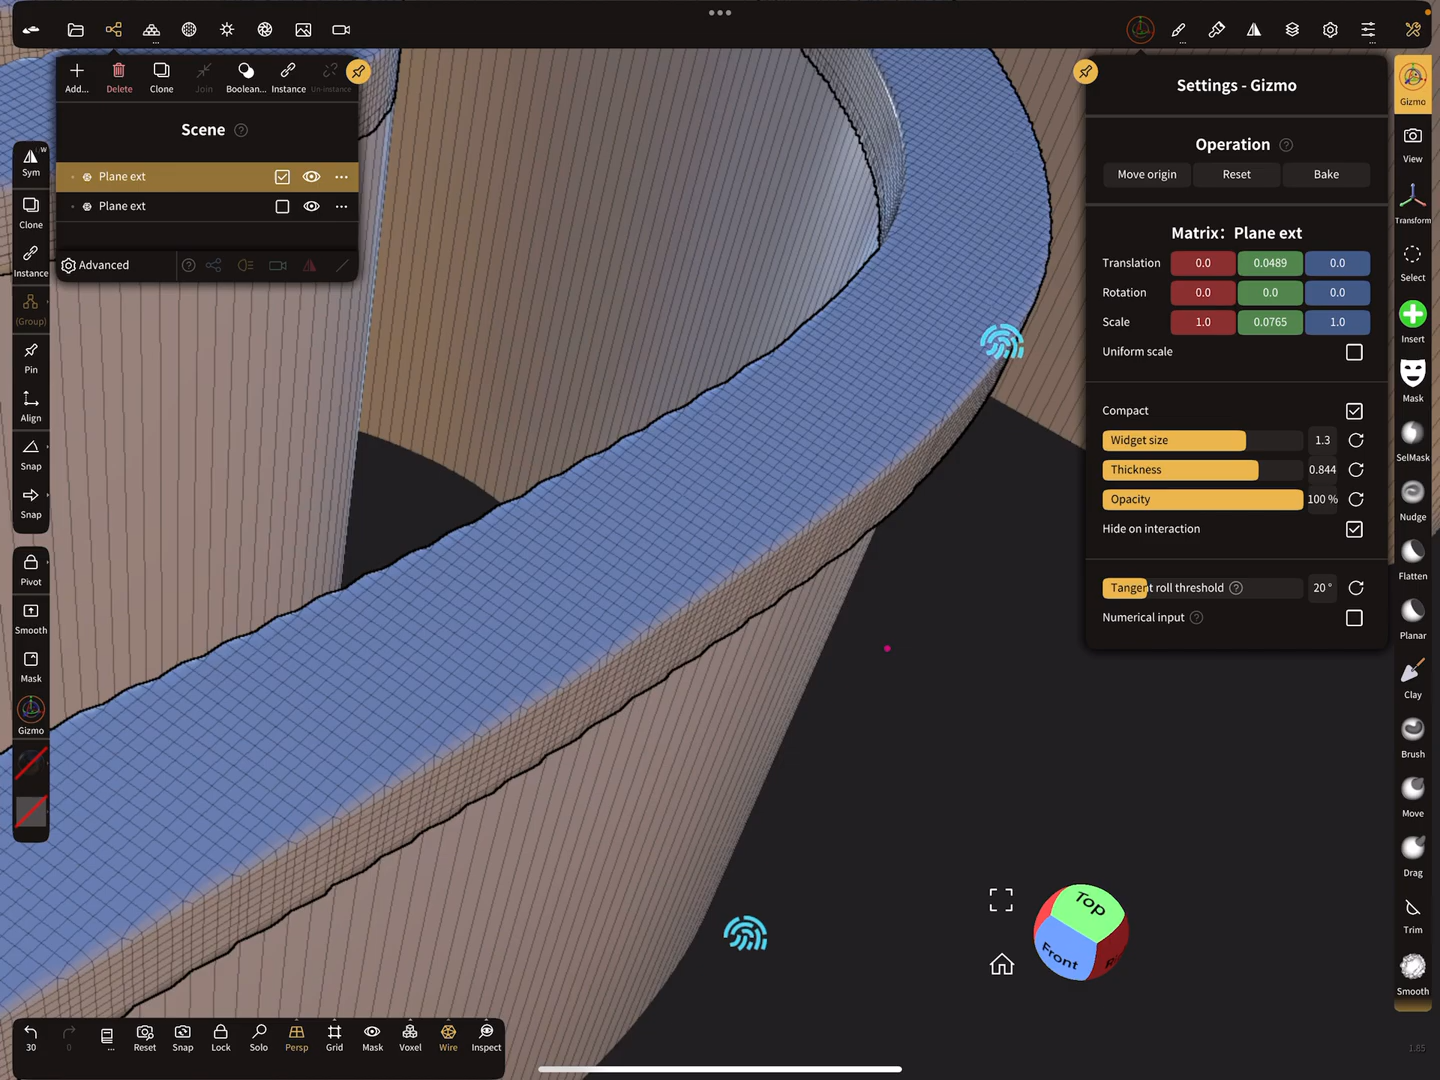 Add...
Delete
Clone
Join
Boolean...
Instance
Un-instance
Scene
Plane ext
Plane ext
Advanced
W
Sym
Clone
Instance
(Group)
Pin
Align
Snap
Snap
Pivot
Smooth
Mask
Gizmo
Settings - Gizmo
Operation
Move origin
Reset
Bake
Matrix: Plane ext
Translation 0.0 0.0489 0.0
Rotation 0.0 0.0 0.0
Scale 1.0 0.0765 1.0
Uniform scale
Compact
Widget size 1.3
Thickness 0.844
Opacity 100 %
Hide on interaction
Tangent roll threshold 20 °
Numerical input
Gizmo
View
Transform
Select
Insert
Mask
SelMask
Nudge
Flatten
Planar
Clay
Brush
Move
Drag
Trim
Smooth
Top
Front
R
30
0
...
Reset
Snap
Lock
Solo
Persp
Grid
Mask
Voxel
Wire
Inspect
1.85